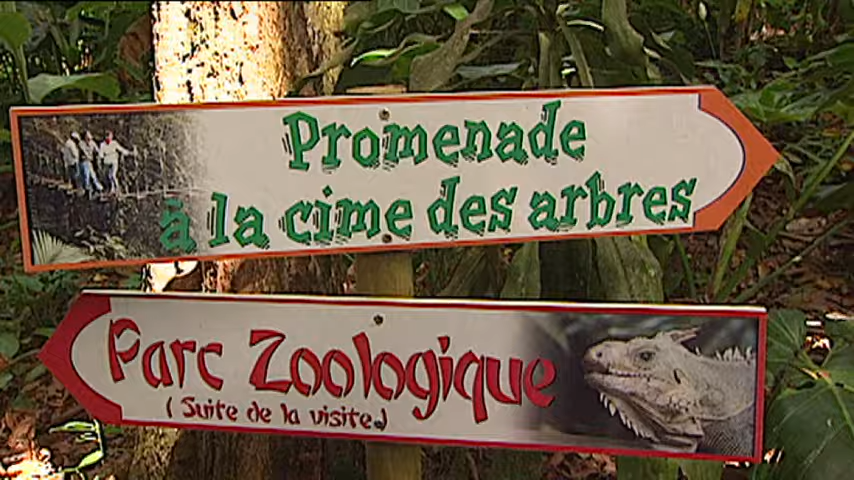 Promenade
à la cime des arbres
Parc Zoologique
(Suite de la visite)